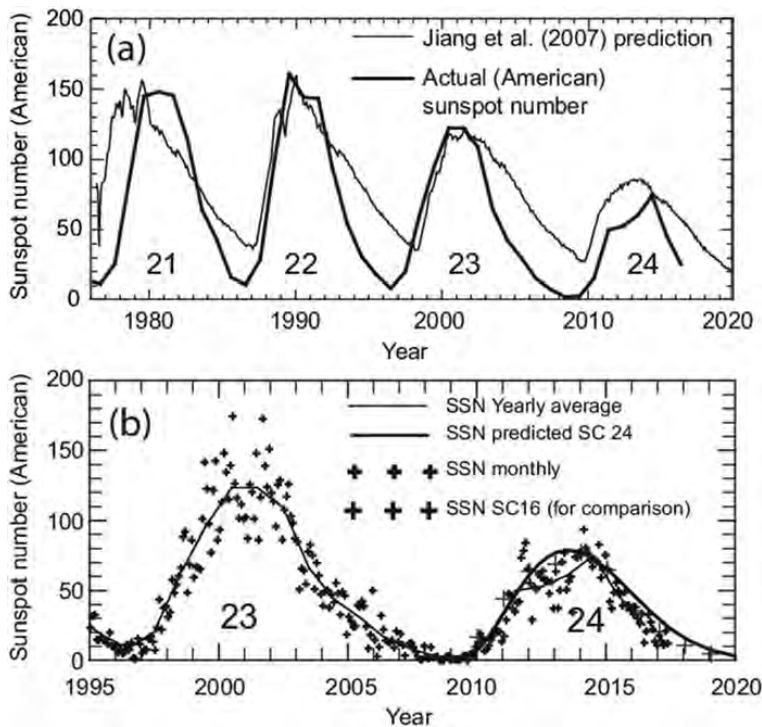 (a)
Jiang et al. (2007) prediction
Actual (American)
sunspot number
Sunspot number (American)
200
150
100
50
0
21
22
23
24
1980
1990
2000
2010
2020
Year
(b)
SSN Yearly average
SSN predicted SC 24
SSN monthly
SSN SC16 (for comparison)
Sunspot number (American)
200
150
100
50
0
23
24
1995
2000
2005
2010
2015
2020
Year